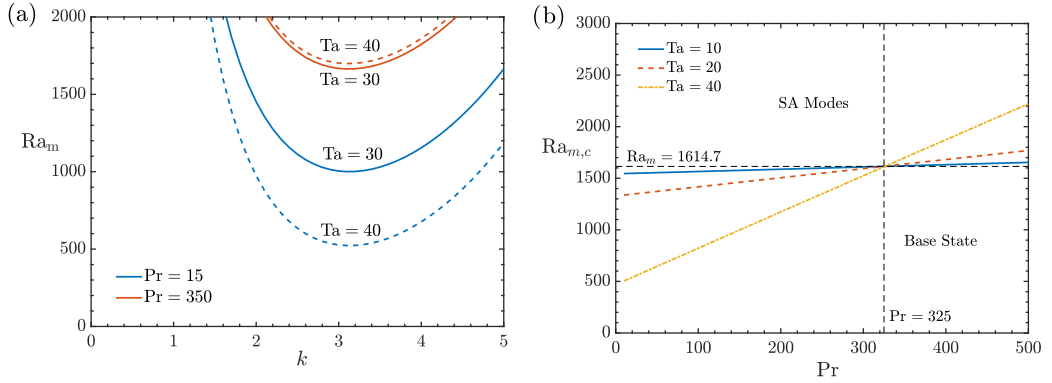 (a)
2000
1500
1000
500
0
Ra_m
0 1 2 3 4 5
k
Ta = 40
Ta = 30
Ta = 30
Ta = 40
Pr = 15
Pr = 350
(b)
3000
2500
2000
1500
1000
500
0
Ra_{m,c}
0 100 200 300 400 500
Pr
Ta = 10
Ta = 20
Ta = 40
SA Modes
Ra_m = 1614.7
Base State
Pr = 325